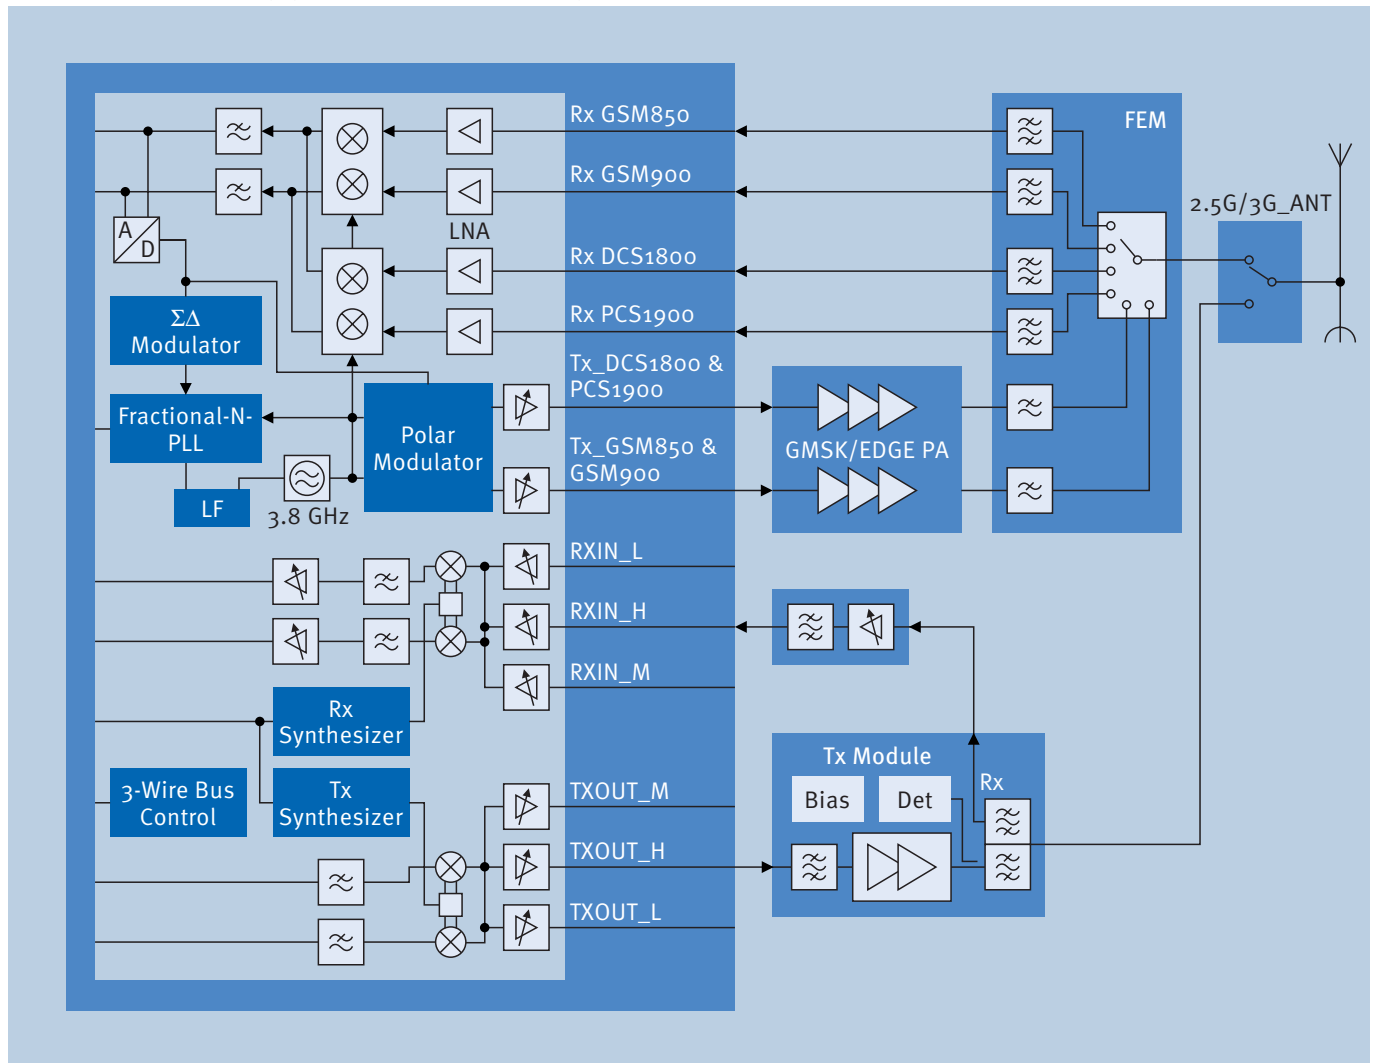 Rx GSM850
FEM
Rx GSM900
2.5G/3G_ANT
A
D
LNA
Rx DCS1800
ΣΔ
Modulator
Rx PCS1900
Tx_DCS1800 &
PCS1900
Fractional-N-
PLL
Polar
Modulator
Tx_GSM850 &
GSM900
GMSK/EDGE PA
LF
3.8 GHz
RXIN_L
RXIN_H
RXIN_M
Rx
Synthesizer
Tx Module
3-Wire Bus
Control
Tx
Synthesizer
TXOUT_M
Bias
Det
Rx
TXOUT_H
TXOUT_L